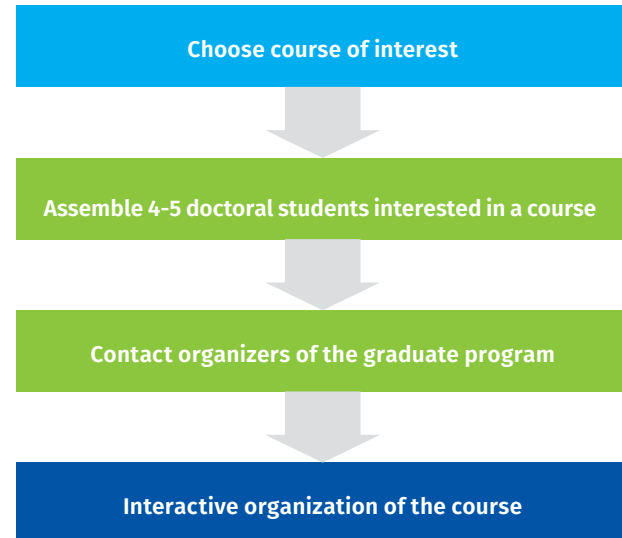 Choose course of interest
Assemble 4-5 doctoral students interested in a course
Contact organizers of the graduate program
Interactive organization of the course